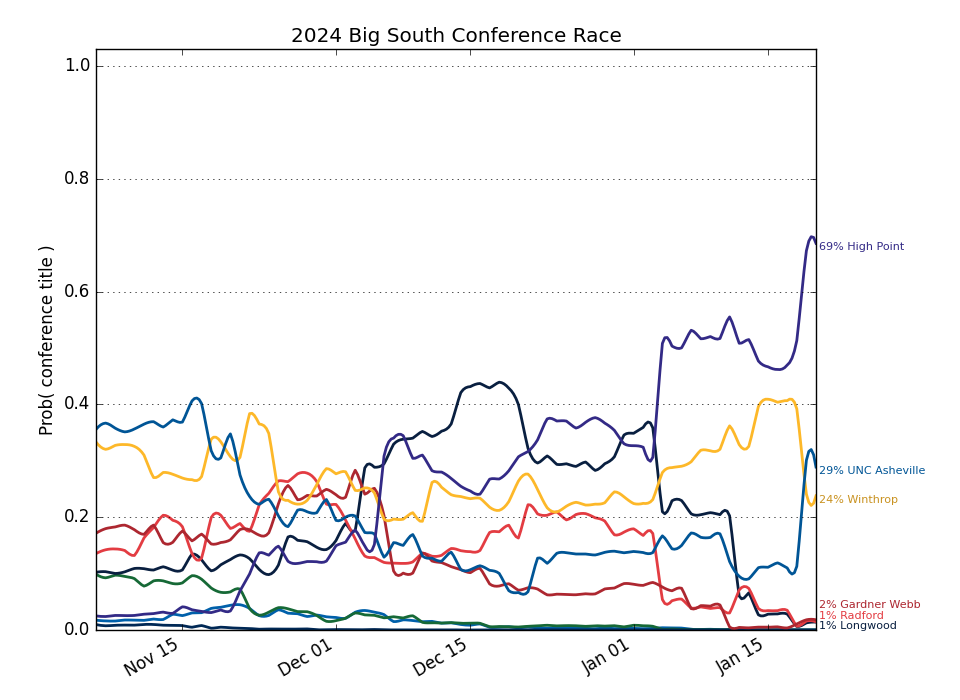 2024 Big South Conference Race
Prob( conference title )
1.0
0.8
0.6
0.4
0.2
0.0
69% High Point
29% UNC Asheville
24% Winthrop
2% Gardner Webb
1% Radford
1% Longwood
Nov 15
Dec 01
Dec 15
Jan 01
Jan 15